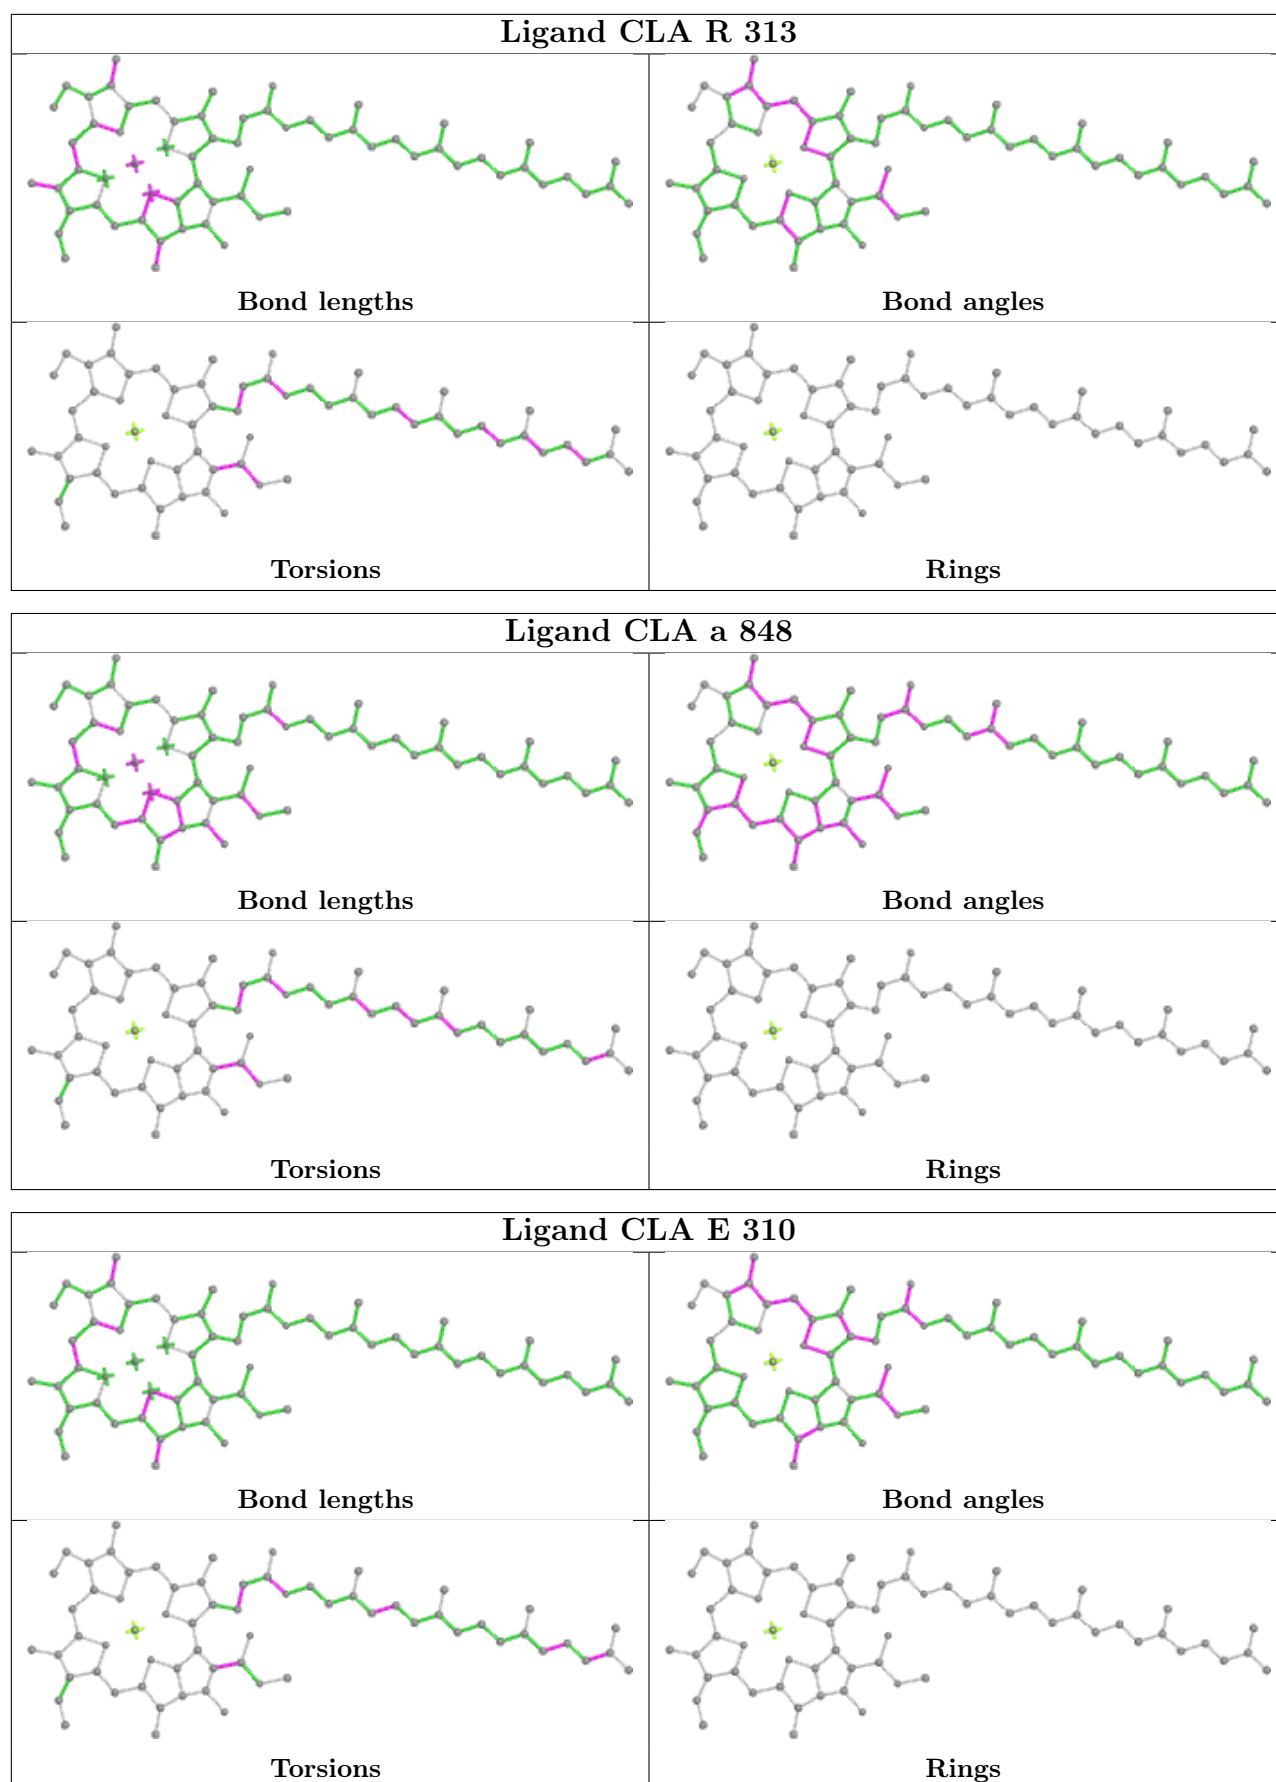 Ligand CLA R 313
Bond lengths
Bond angles
Torsions
Rings
Ligand CLA a 848
Bond lengths
Bond angles
Torsions
Rings
Ligand CLA E 310
Bond lengths
Bond angles
Torsions
Rings